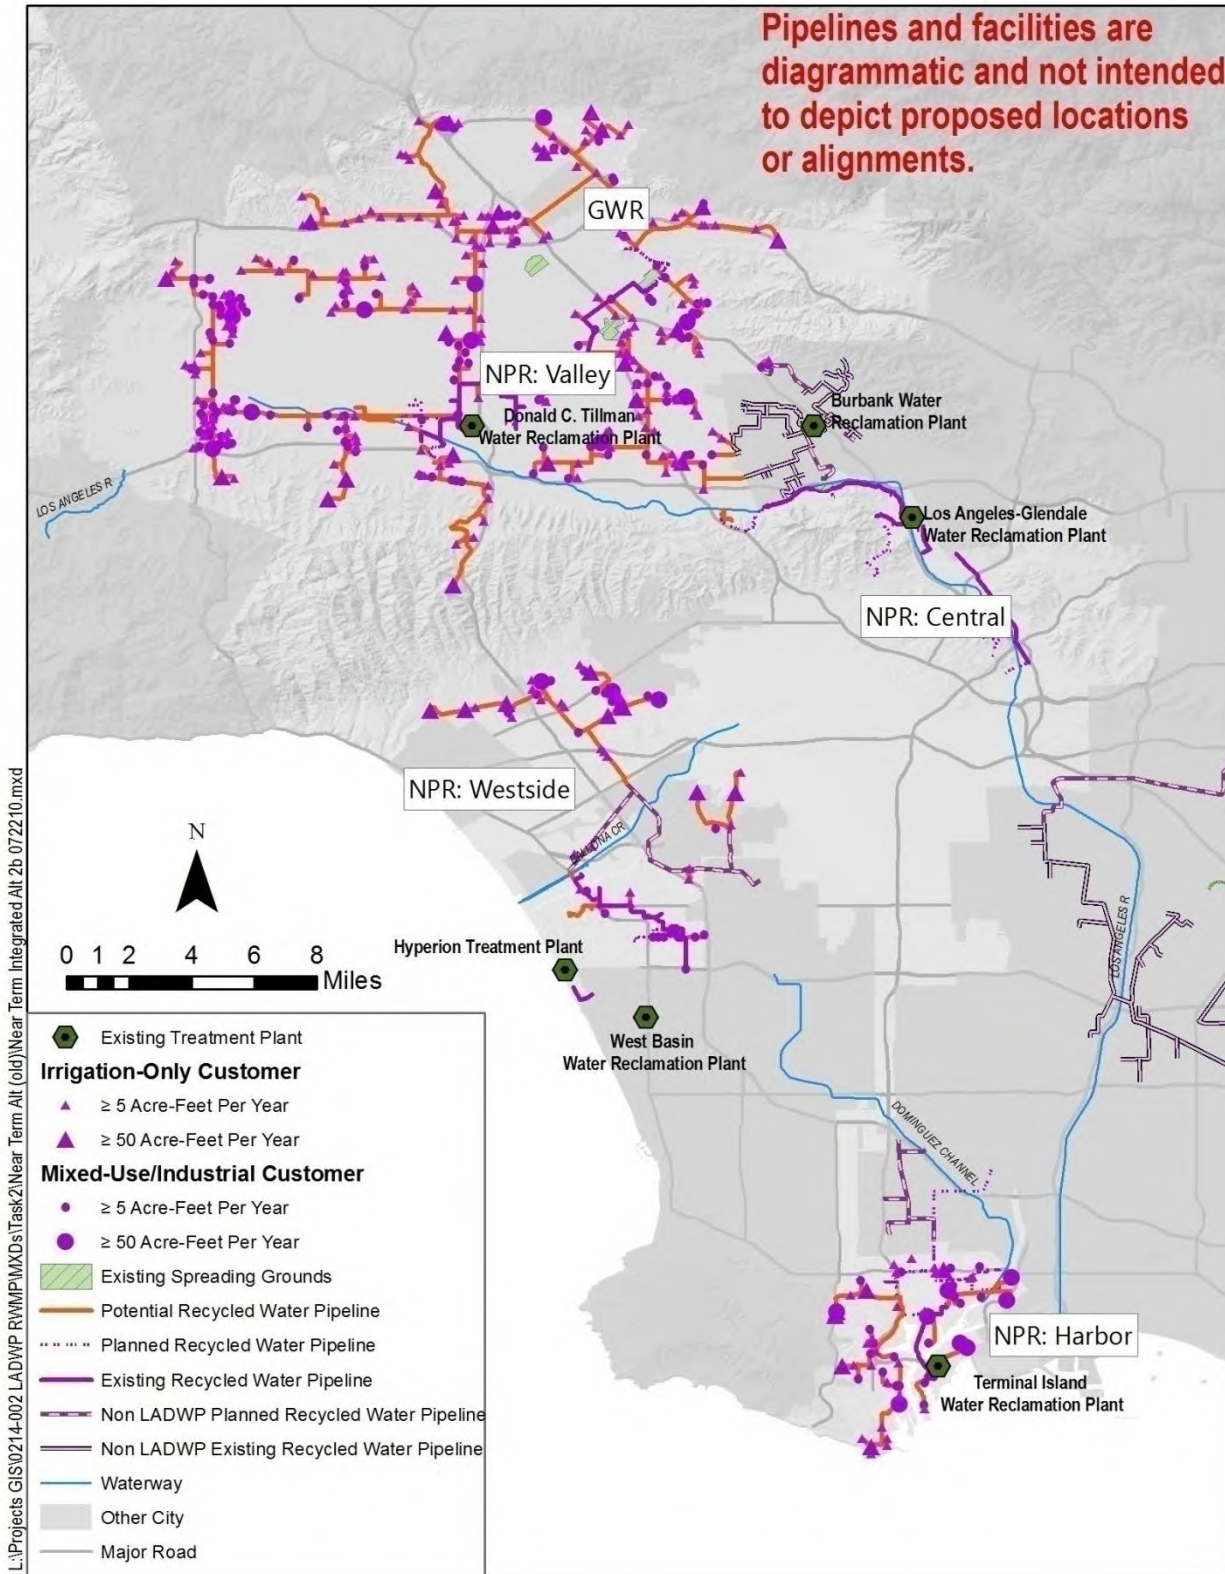 Pipelines and facilities are
diagrammatic and not intended
to depict proposed locations
or alignments.
GWR
NPR: Valley
Donald C. Tillman
Water Reclamation Plant
Burbank Water
Reclamation Plant
LOS ANGELES R
Los Angeles-Glendale
Water Reclamation Plant
NPR: Central
NPR: Westside
BALLONA CR
N
0 1 2 4 6 8
Miles
Hyperion Treatment Plant
West Basin
Water Reclamation Plant
LOS ANGELES R
DOMINGUEZ CHANNEL
NPR: Harbor
Terminal Island
Water Reclamation Plant
Existing Treatment Plant
Irrigation-Only Customer
≥ 5 Acre-Feet Per Year
≥ 50 Acre-Feet Per Year
Mixed-Use/Industrial Customer
≥ 5 Acre-Feet Per Year
≥ 50 Acre-Feet Per Year
Existing Spreading Grounds
Potential Recycled Water Pipeline
Planned Recycled Water Pipeline
Existing Recycled Water Pipeline
Non LADWP Planned Recycled Water Pipeline
Non LADWP Existing Recycled Water Pipeline
Waterway
Other City
Major Road
L:\Projects GIS\0214-002 LADWP RWMP\MXDs\Task2\Near Term Alt (old)\Near Term Integrated Alt 2b 072210.mxd